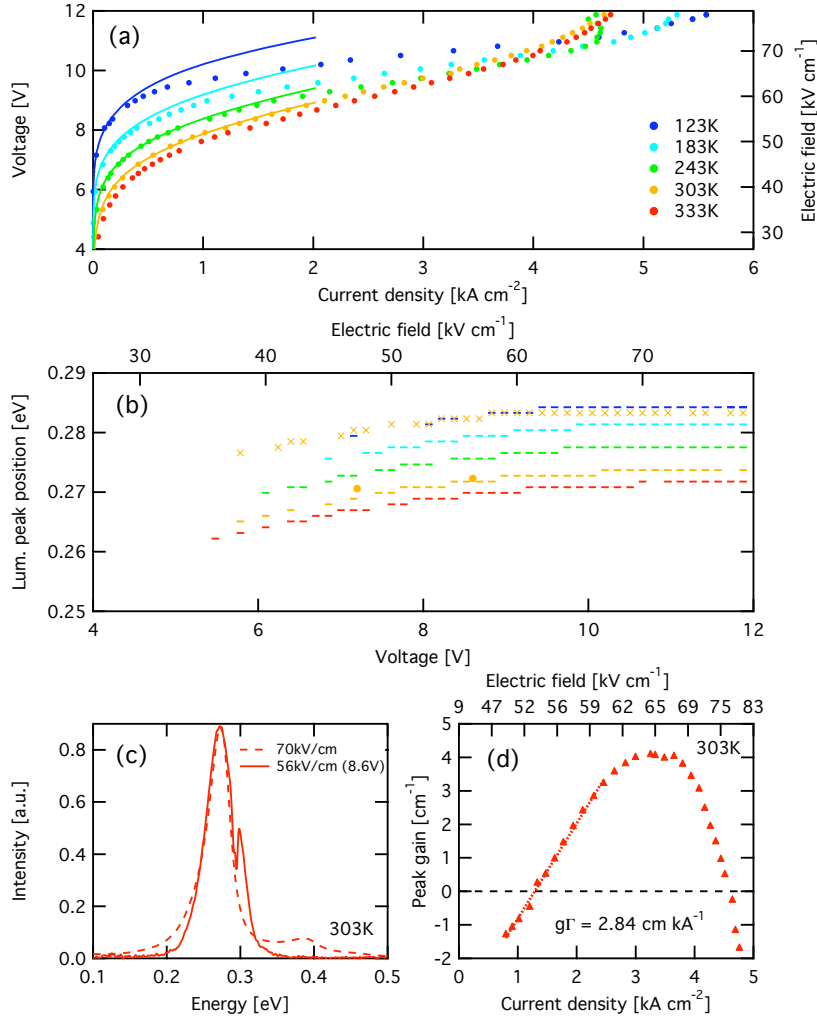 (a)
12
10
8
6
4
Voltage [V]
0 1 2 3 4 5 6
Current density [kA cm-2]
70
60
50
40
30
Electric field [kV cm-1]
123K
183K
243K
303K
333K
Electric field [kV cm-1]
30 40 50 60 70
(b)
0.29
0.28
0.27
0.26
0.25
Lum. peak position [eV]
4 6 8 10 12
Voltage [V]
(c)
70kV/cm
56kV/cm (8.6V)
0.8
0.6
0.4
0.2
0.0
Intensity [a.u.]
303K
0.1 0.2 0.3 0.4 0.5
Energy [eV]
Electric field [kV cm-1]
9 47 52 56 59 62 65 69 75 83
(d)
303K
5
4
3
2
1
0
-1
-2
Peak gain [cm-1]
gΓ = 2.84 cm kA-1
0 1 2 3 4 5
Current density [kA cm-2]